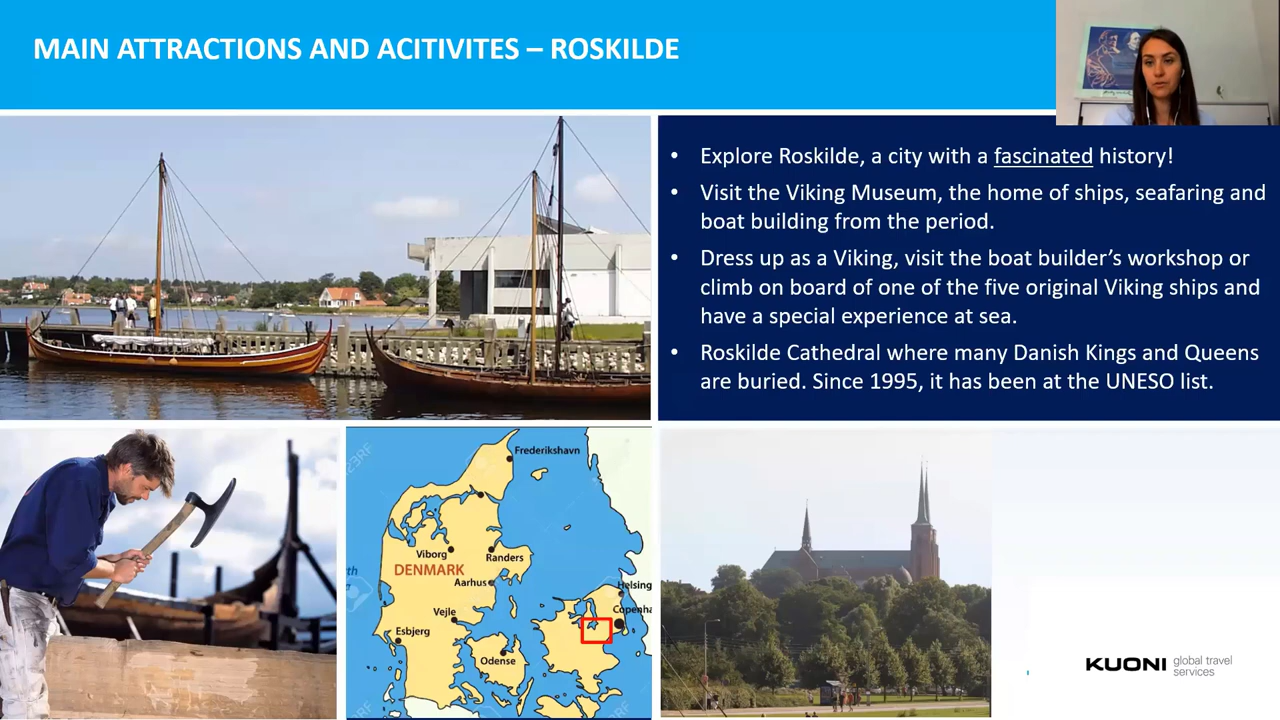 MAIN ATTRACTIONS AND ACITIVITES – ROSKILDE
• Explore Roskilde, a city with a fascinated history!
• Visit the Viking Museum, the home of ships, seafaring and
boat building from the period.
• Dress up as a Viking, visit the boat builder's workshop or
climb on board of one of the five original Viking ships and
have a special experience at sea.
• Roskilde Cathedral where many Danish Kings and Queens
are buried. Since 1995, it has been at the UNESO list.
Frederikshavn
Viborg
Randers
DENMARK
Aarhus
th
Helsing
Vejle
Copenha
Esbjerg
Odense
23RF
23RF
KUONI global travel
services